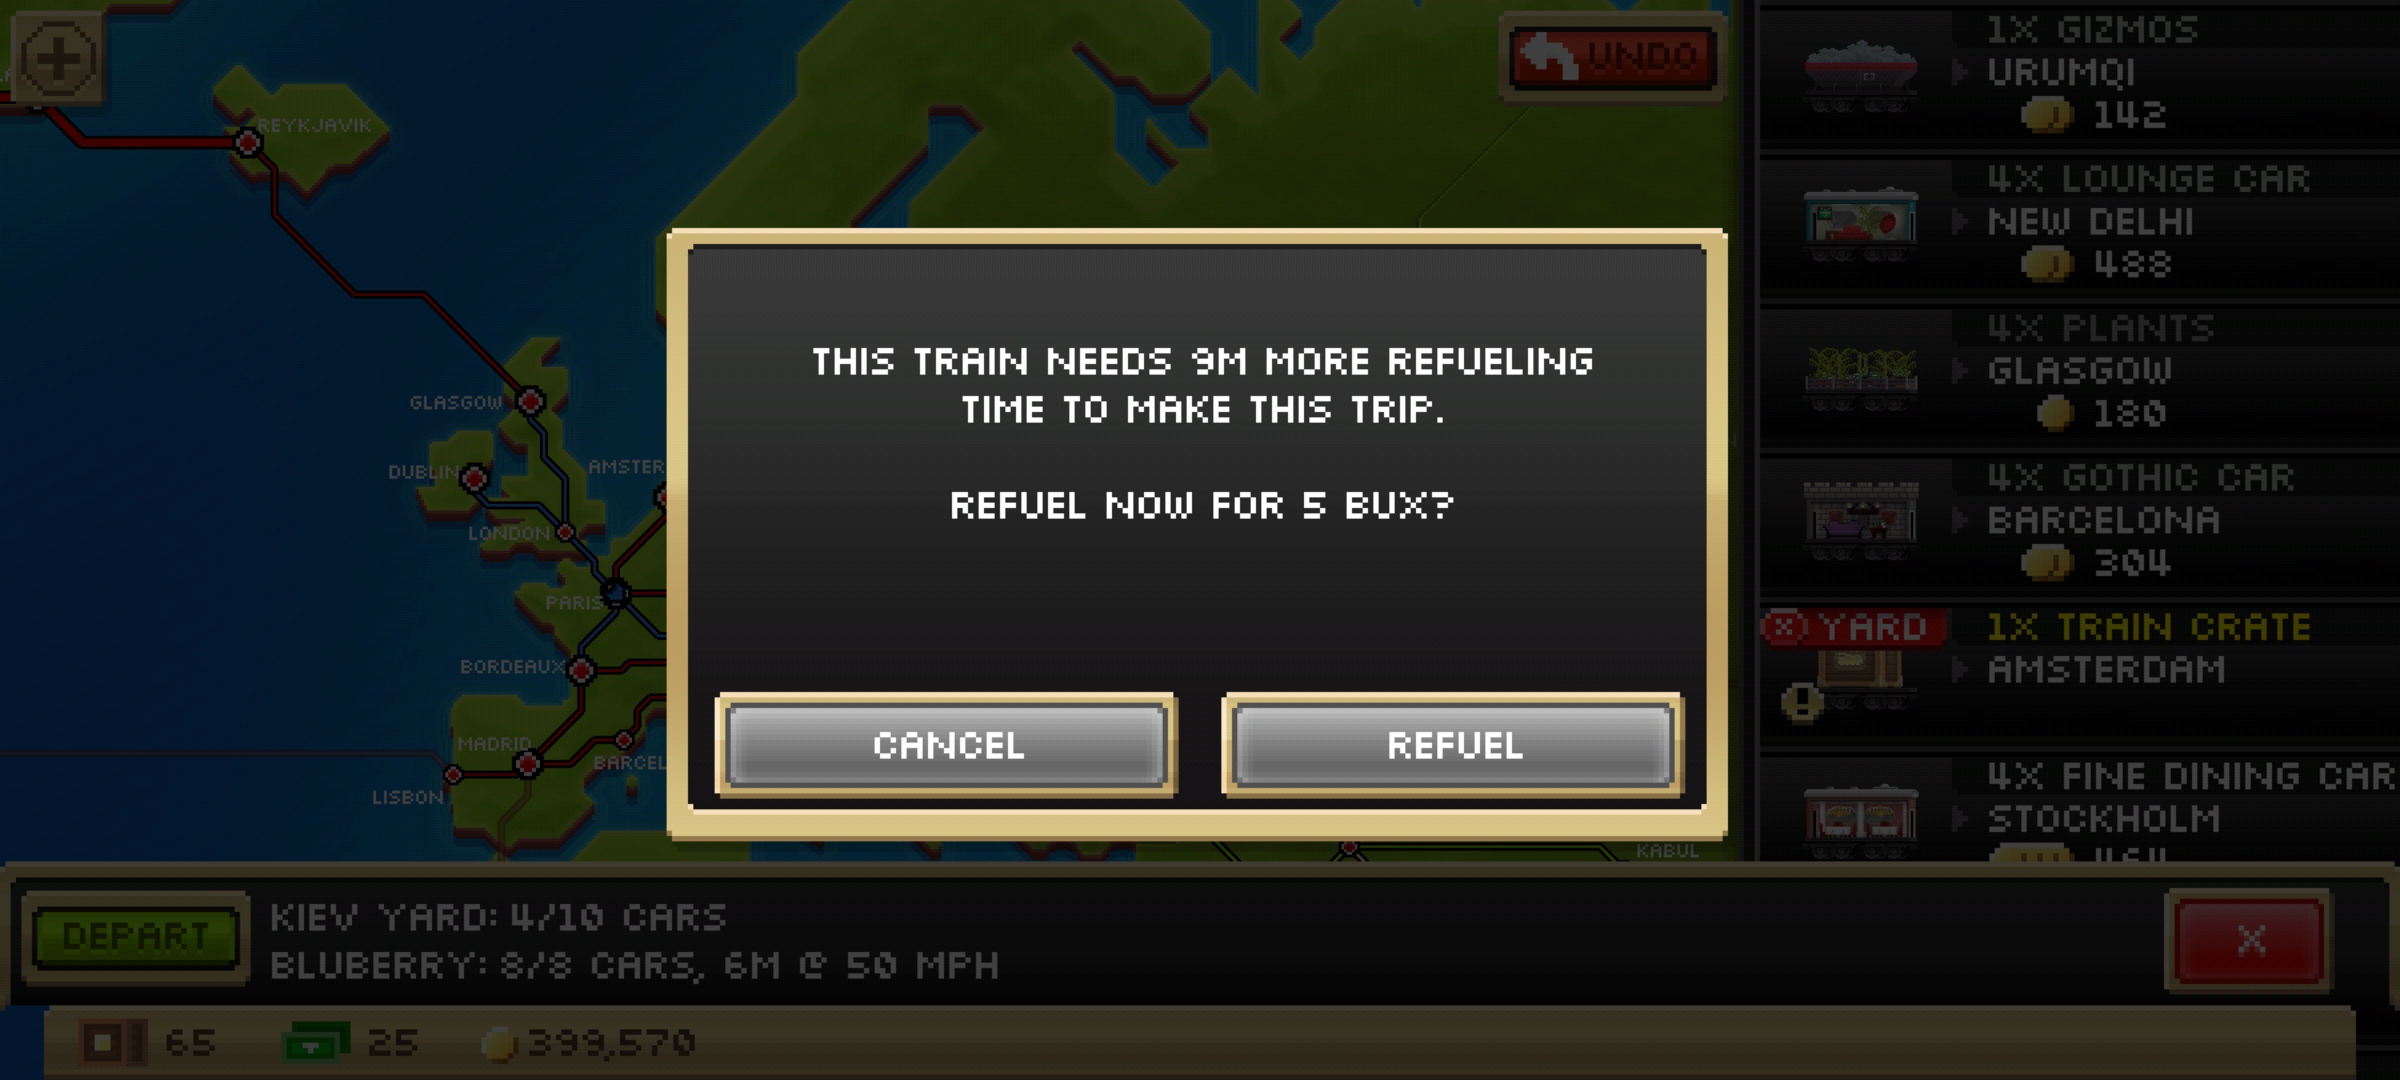 REYKJAVIK
GLASGOW
DUBLIN
AMSTER
LONDON
PARIS
BORDEAUX
MADRID
BARCEL
LISBON
KABUL
UNDO
THIS TRAIN NEEDS 9M MORE REFUELING
TIME TO MAKE THIS TRIP.
REFUEL NOW FOR 5 BUX?
CANCEL
REFUEL
1X GIZMOS
URUMQI
142
4X LOUNGE CAR
NEW DELHI
488
4X PLANTS
GLASGOW
180
4X GOTHIC CAR
BARCELONA
304
X YARD
1X TRAIN CRATE
AMSTERDAM
!
4X FINE DINING CAR
STOCKHOLM
DEPART
KIEV YARD: 4/10 CARS
BLUBERRY: 8/8 CARS, 6M @ 50 MPH
X
65
25
399,570